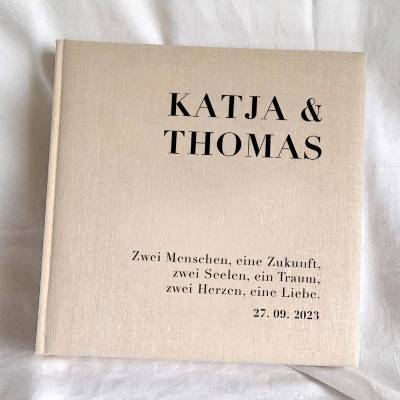 KATJA &
THOMAS
Zwei Menschen, eine Zukunft,
zwei Seelen, ein Traum,
zwei Herzen, eine Liebe.
27. 09. 2023